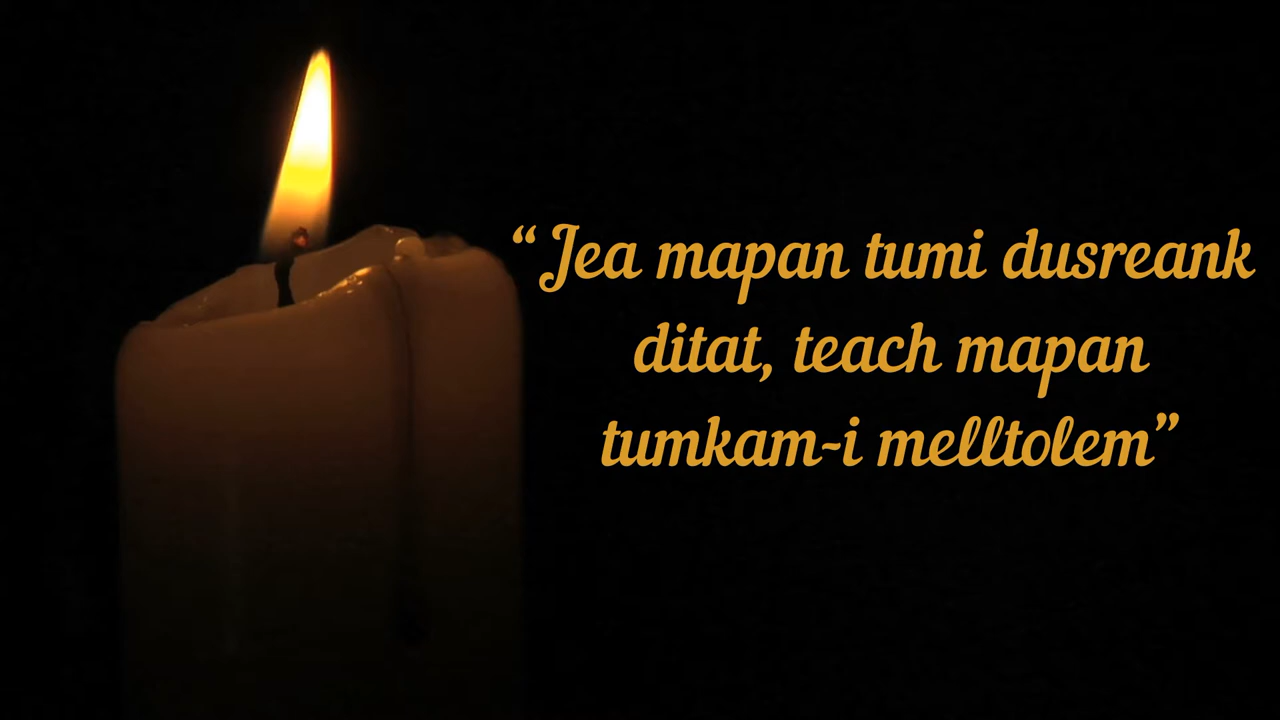 “Jea mapan tumi dusreank
ditat, teach mapan
tumkam-i melltolem”